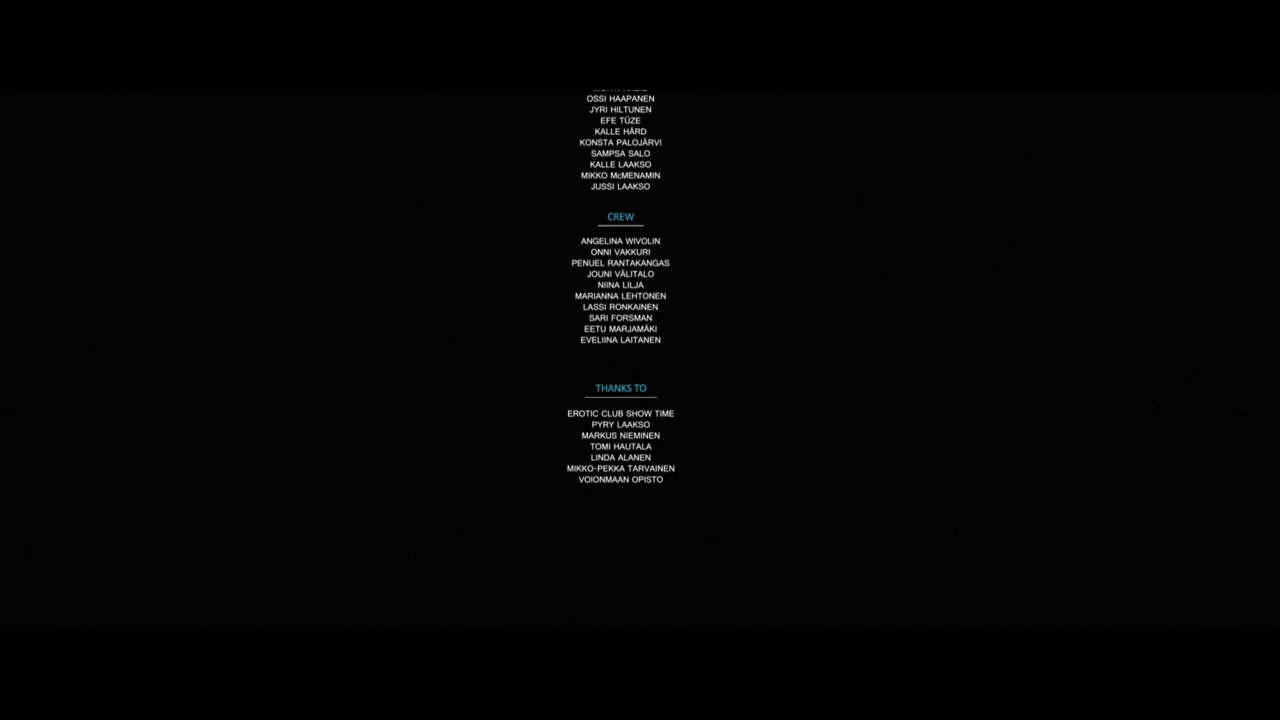 OSSI HAAPANEN
JYRI HILTUNEN
EFE TÜZE
KALLE HÅRD
KONSTA PALOJÄRVI
SAMPSA SALO
KALLE LAAKSO
MIKKO McMENAMIN
JUSSI LAAKSO
CREW
ANGELINA WIVOLIN
ONNI VAKKURI
PENUEL RANTAKANGAS
JOUNI VÄLITALO
NIINA LILJA
MARIANNA LEHTONEN
LASSI RONKAINEN
SARI FORSMAN
EETU MARJAMÄKI
EVELIINA LAITANEN
THANKS TO
EROTIC CLUB SHOW TIME
PYRY LAAKSO
MARKUS NIEMINEN
TOMI HAUTALA
LINDA ALANEN
MIKKO-PEKKA TARVAINEN
VOIONMAAN OPISTO